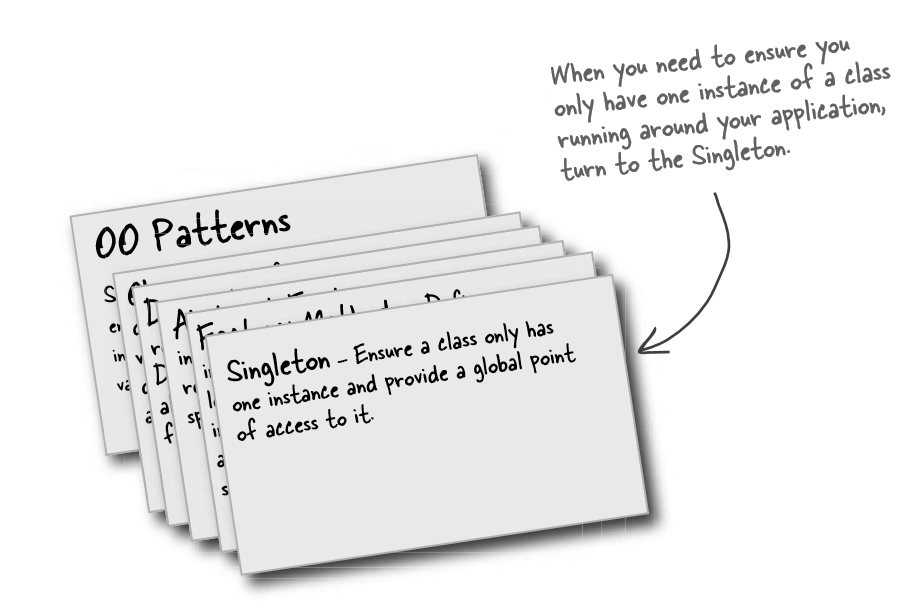 When you need to ensure you
only have one instance of a class
running around your application,
turn to the Singleton.
OO Patterns
Singleton – Ensure a class only has
one instance and provide a global point
of access to it.